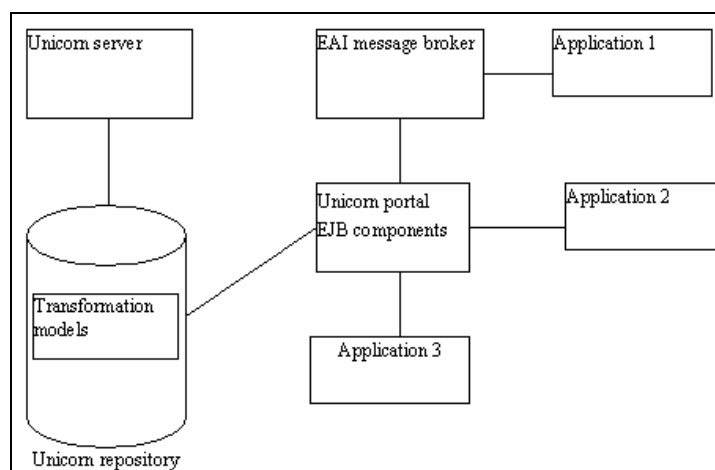 Unicorn server
EAI message broker
Application 1
Unicorn portal
EJB components
Application 2
Transformation
models
Application 3
Unicorn repository